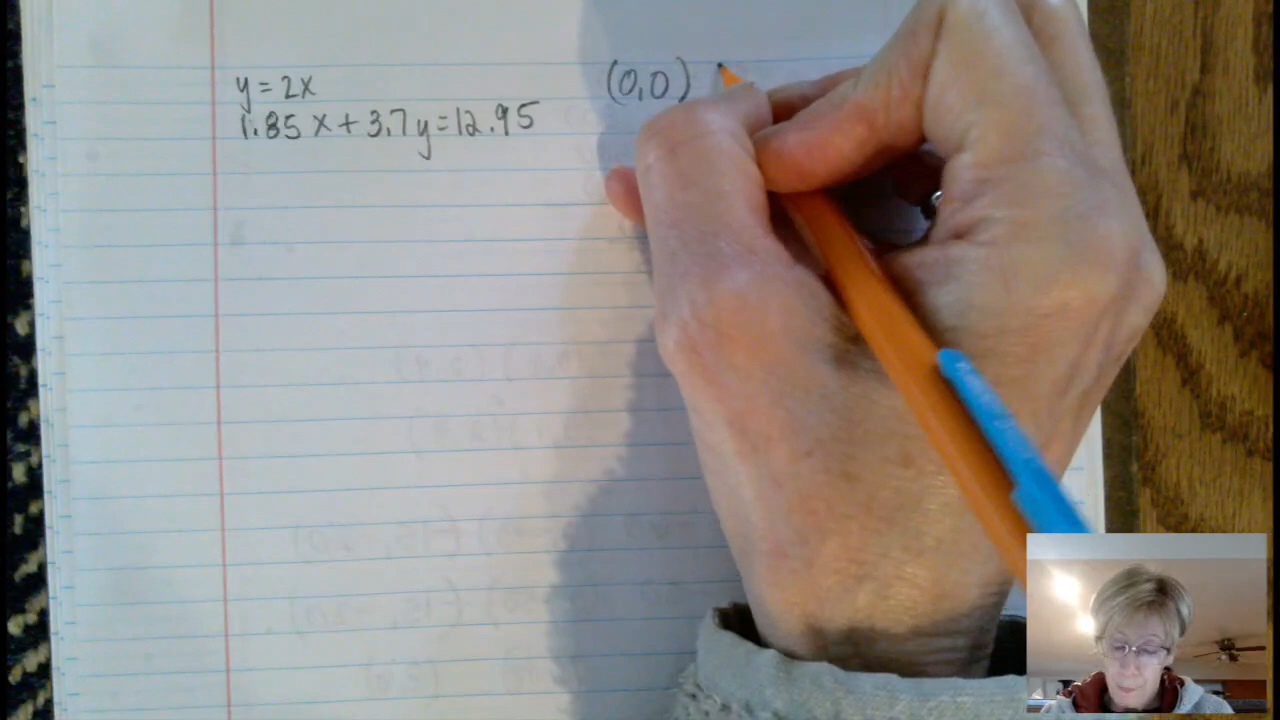 y = 2x (0,0)
1.85x + 3.7y = 12.95